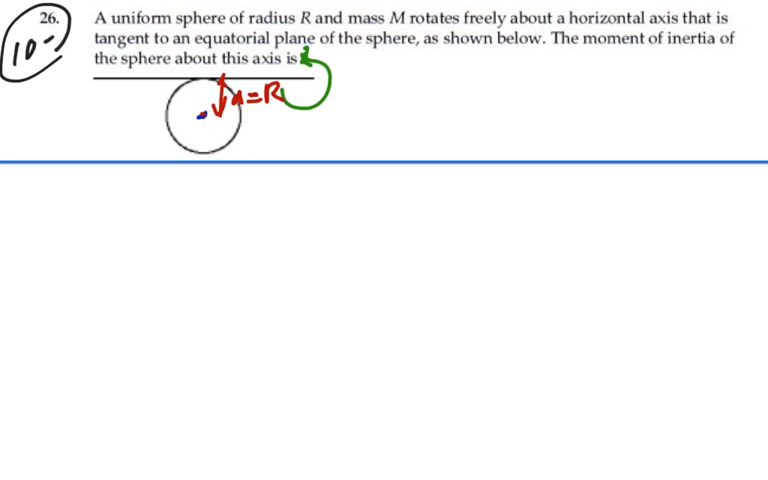 26. A uniform sphere of radius R and mass M rotates freely about a horizontal axis that is
10-
tangent to an equatorial plane of the sphere, as shown below. The moment of inertia of
the sphere about this axis is
=R